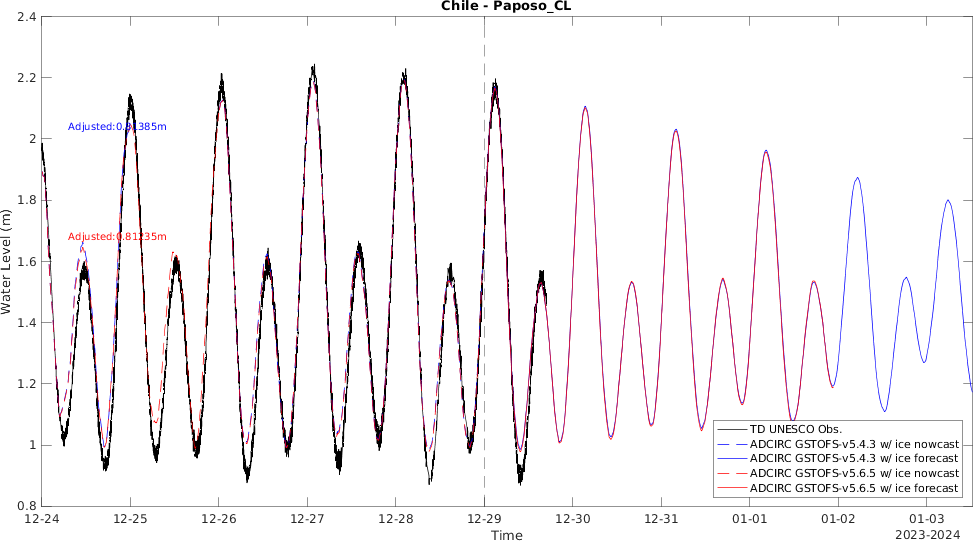 Chile - Paposo_CL
2.4
2.2
2
1.8
1.6
1.4
1.2
1
0.8
Water Level (m)
Adjusted:0.81385m
Adjusted:0.81235m
TD UNESCO Obs.
ADCIRC GSTOFS-v5.4.3 w/ ice nowcast
ADCIRC GSTOFS-v5.4.3 w/ ice forecast
ADCIRC GSTOFS-v5.6.5 w/ ice nowcast
ADCIRC GSTOFS-v5.6.5 w/ ice forecast
12-24 12-25 12-26 12-27 12-28 12-29 12-30 12-31 01-01 01-02 01-03
Time
2023-2024